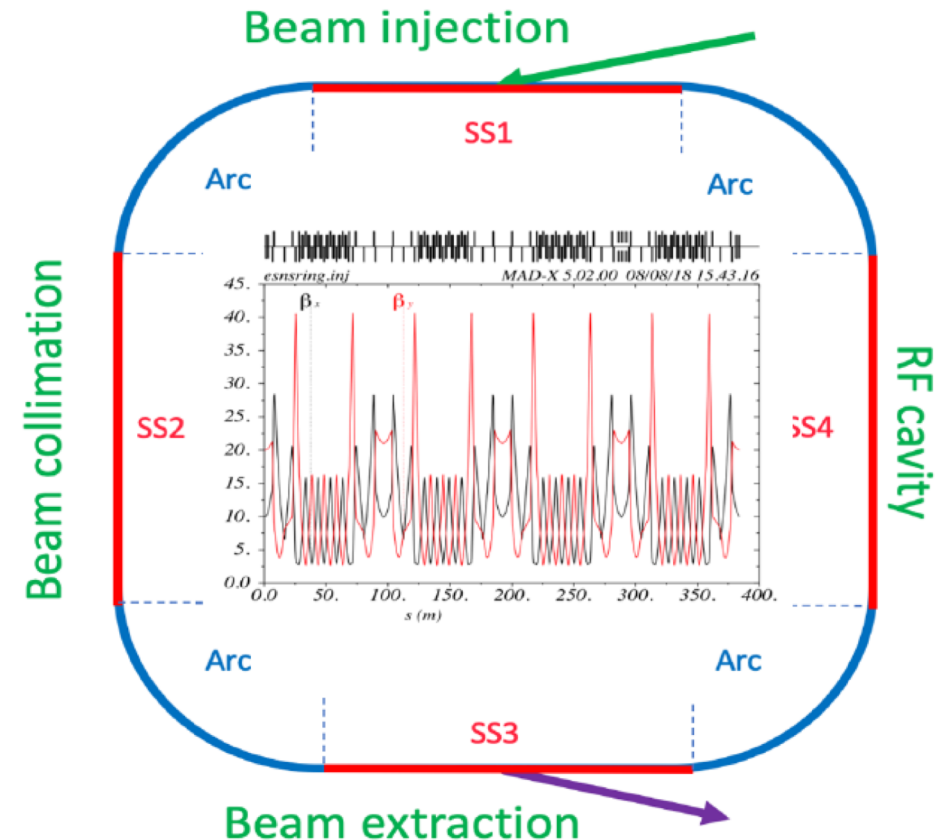 Beam injection
SS1
Arc
Arc
esnsring.inj
MAD-X 5.02.00 08/08/18 15.43.16
βx
βy
45.
40.
35.
30.
25.
20.
15.
10.
5.
0.0
0.0 50. 100. 150. 200. 250. 300. 350. 400.
s (m)
Beam collimation
SS2
SS4
RF cavity
Arc
Arc
SS3
Beam extraction